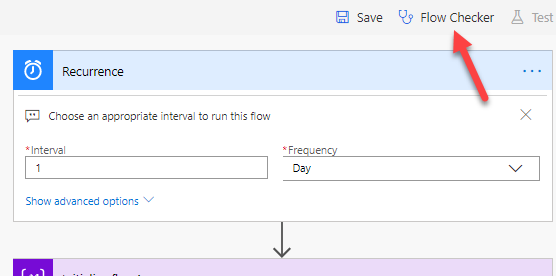 Save Flow Checker Test
Recurrence
Choose an appropriate interval to run this flow
*Interval *Frequency
1 Day
Show advanced options